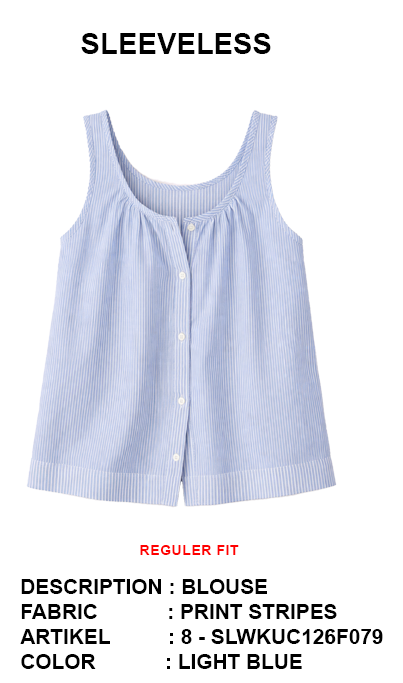 SLEEVELESS
REGULER FIT
DESCRIPTION : BLOUSE
FABRIC : PRINT STRIPES
ARTIKEL : 8 - SLWKUC126F079
COLOR : LIGHT BLUE